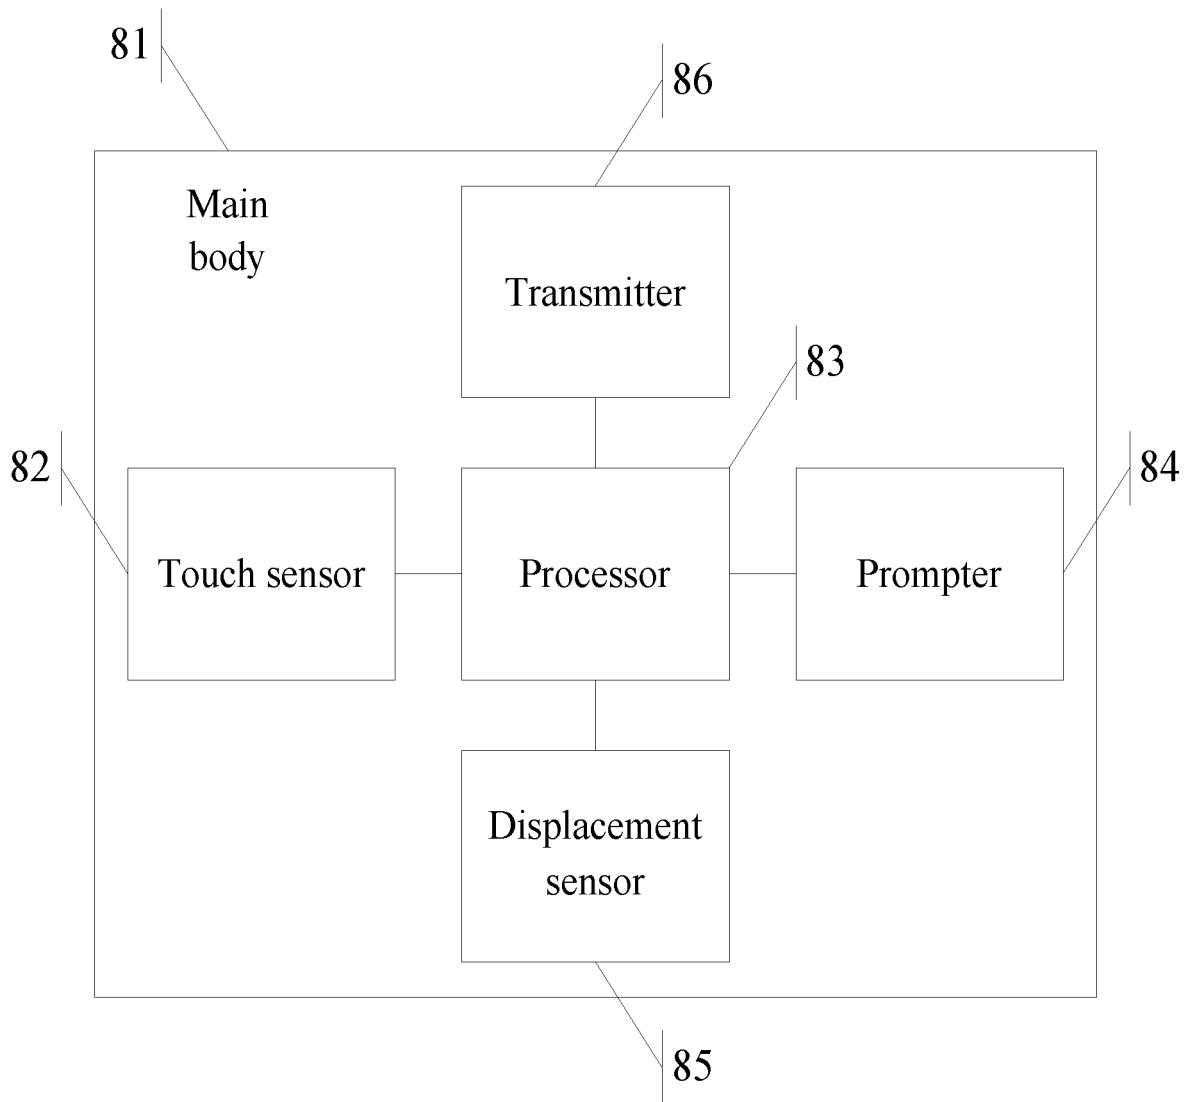 81
86
Main
body
Transmitter
83
82
84
Touch sensor
Processor
Prompter
Displacement
sensor
85